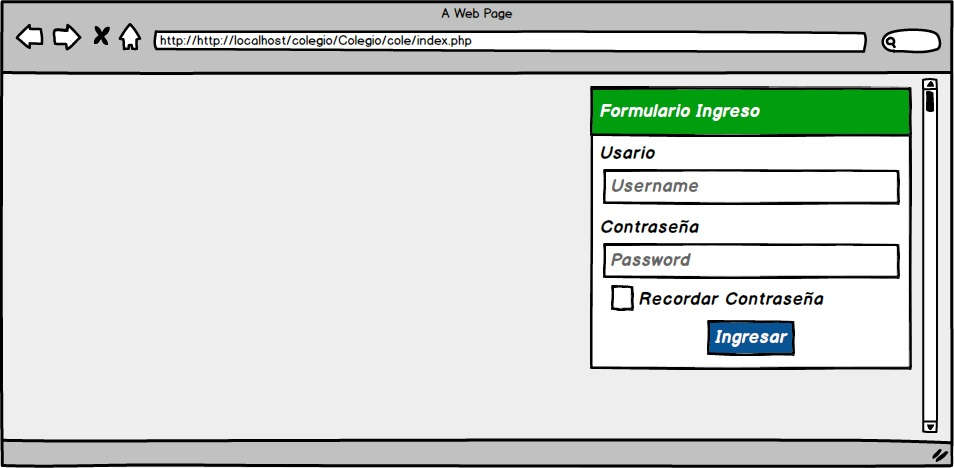 A Web Page
http://http://localhost/colegio/Colegio/cole/index.php
Formulario Ingreso
Usario
Username
Contraseña
Password
Recordar Contraseña
Ingresar